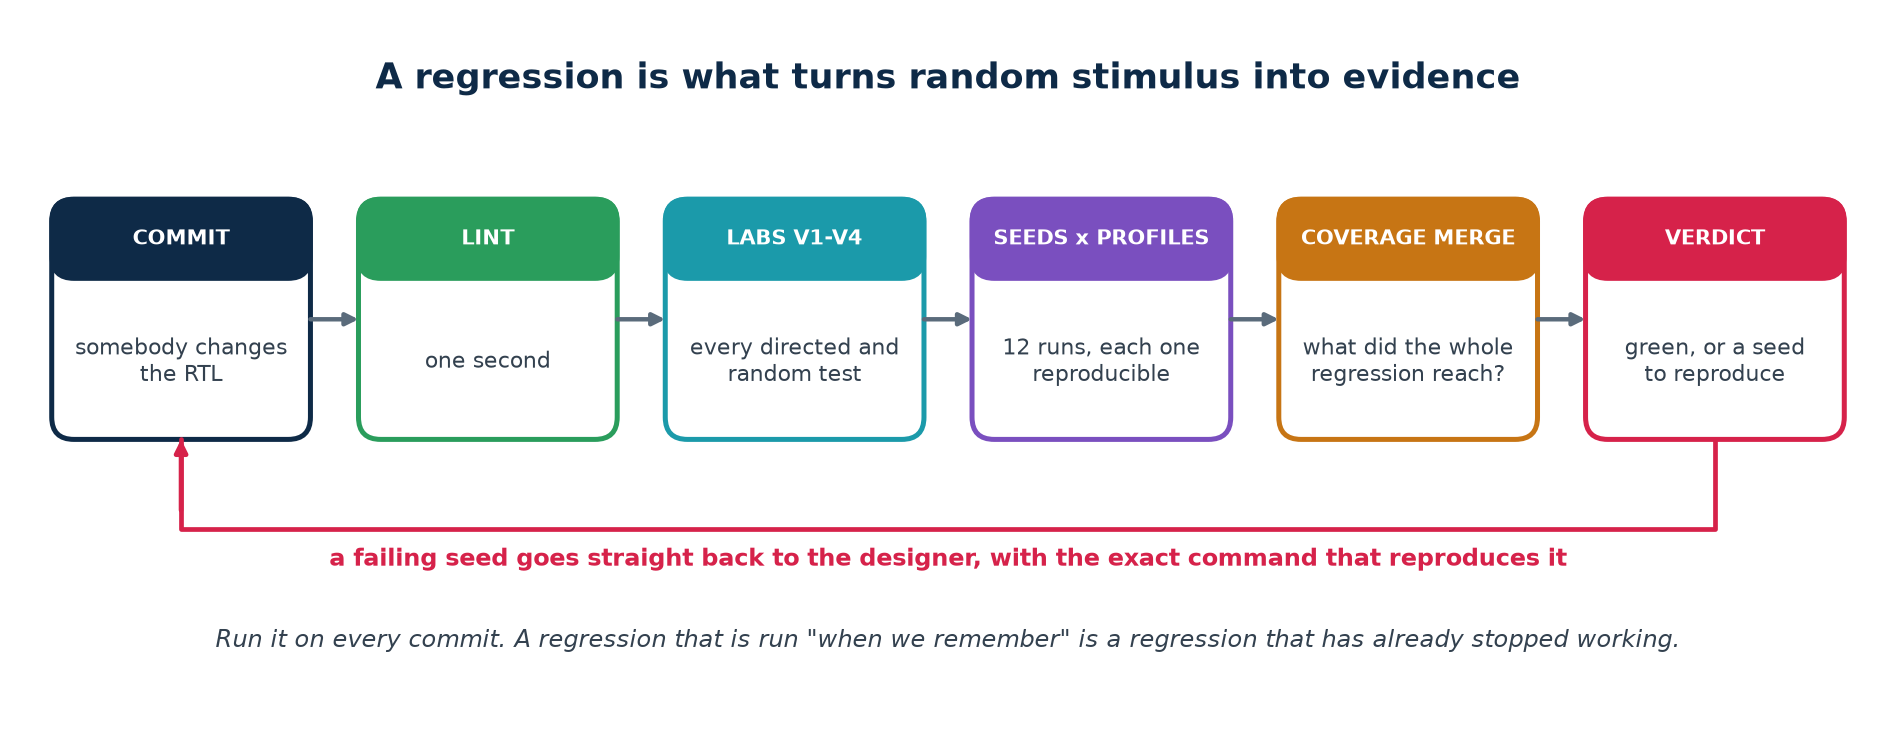 A regression is what turns random stimulus into evidence
COMMIT
somebody changes
the RTL
LINT
one second
LABS V1-V4
every directed and
random test
SEEDS x PROFILES
12 runs, each one
reproducible
COVERAGE MERGE
what did the whole
regression reach?
VERDICT
green, or a seed
to reproduce
a failing seed goes straight back to the designer, with the exact command that reproduces it
Run it on every commit. A regression that is run "when we remember" is a regression that has already stopped working.